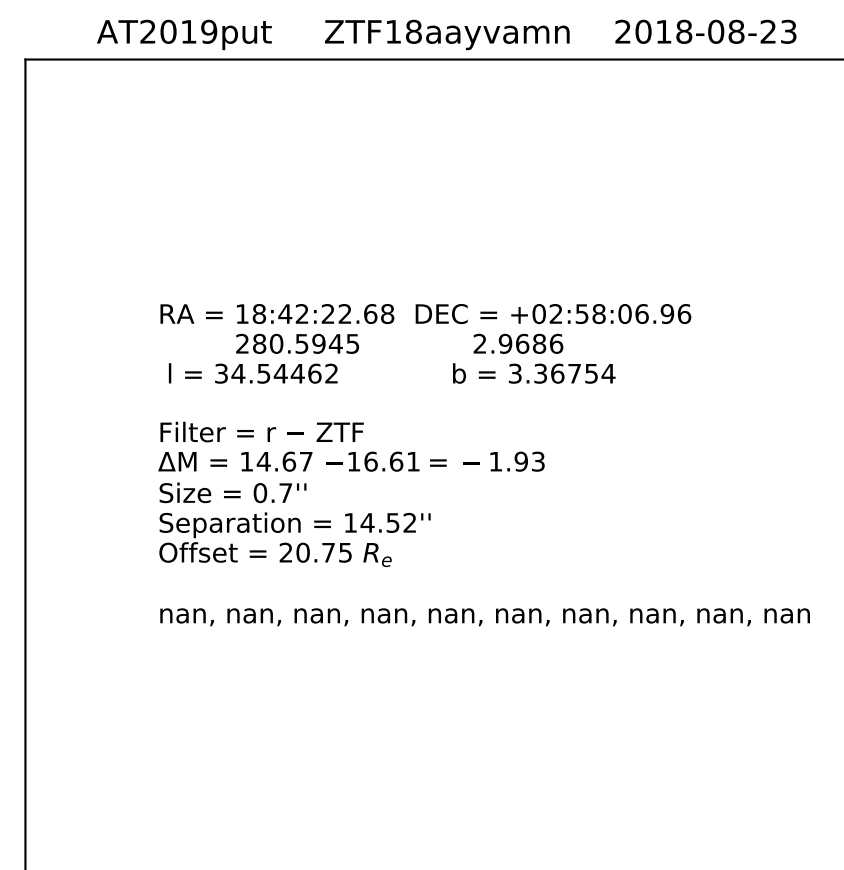 AT2019put ZTF18aayvamn 2018-08-23
RA = 18:42:22.68 DEC = +02:58:06.96
280.5945 2.9686
l = 34.54462 b = 3.36754
Filter = r − ZTF
ΔM = 14.67 −16.61 = − 1.93
Size = 0.7''
Separation = 14.52''
Offset = 20.75 Re
nan, nan, nan, nan, nan, nan, nan, nan, nan, nan